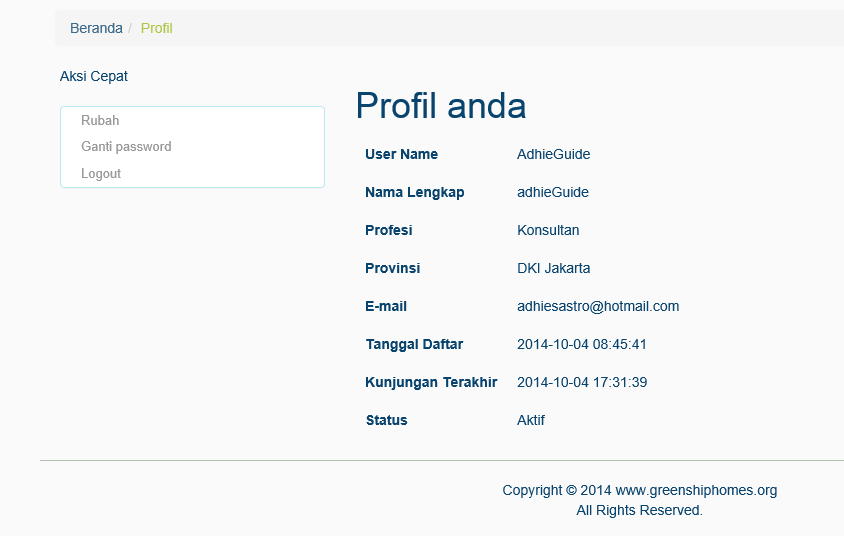 Beranda / Profil
Aksi Cepat
Rubah
Ganti password
Logout
Profil anda
User Name AdhieGuide
Nama Lengkap adhieGuide
Profesi Konsultan
Provinsi DKI Jakarta
E-mail adhiesastro@hotmail.com
Tanggal Daftar 2014-10-04 08:45:41
Kunjungan Terakhir 2014-10-04 17:31:39
Status Aktif
Copyright © 2014 www.greenshiphomes.org
All Rights Reserved.